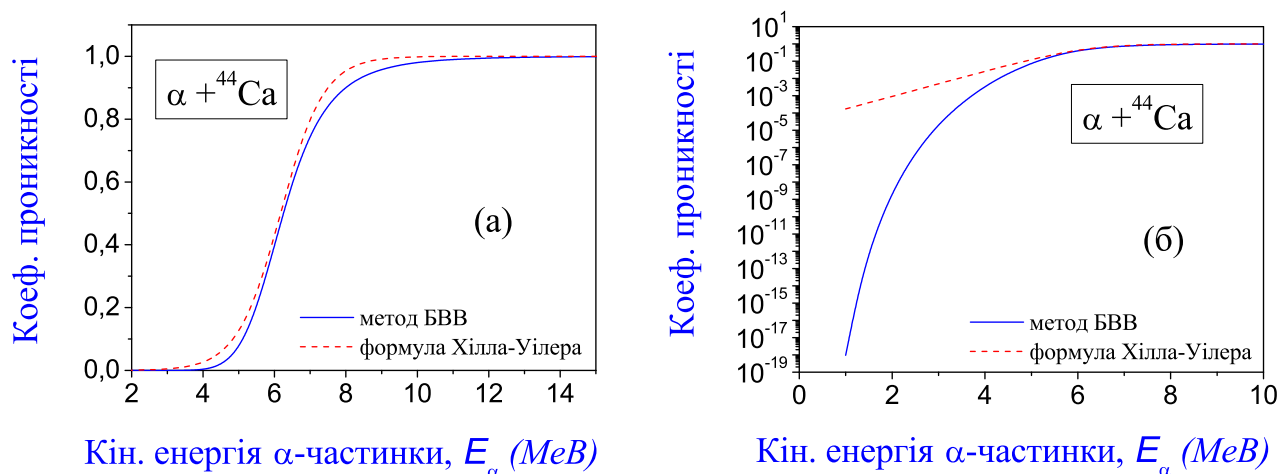 Коеф. проникності
1,0
0,8
0,6
0,4
0,2
0,0
α + ⁴⁴Ca
(а)
метод БВВ
формула Хілла-Уілера
2 4 6 8 10 12 14
Кін. енергія α-частинки, Eα (МеВ)
Коеф. проникності
10¹
10⁻¹
10⁻³
10⁻⁵
10⁻⁷
10⁻⁹
10⁻¹¹
10⁻¹³
10⁻¹⁵
10⁻¹⁷
10⁻¹⁹
α + ⁴⁴Ca
(б)
метод БВВ
формула Хілла-Уілера
0 2 4 6 8 10
Кін. енергія α-частинки, Eα (МеВ)